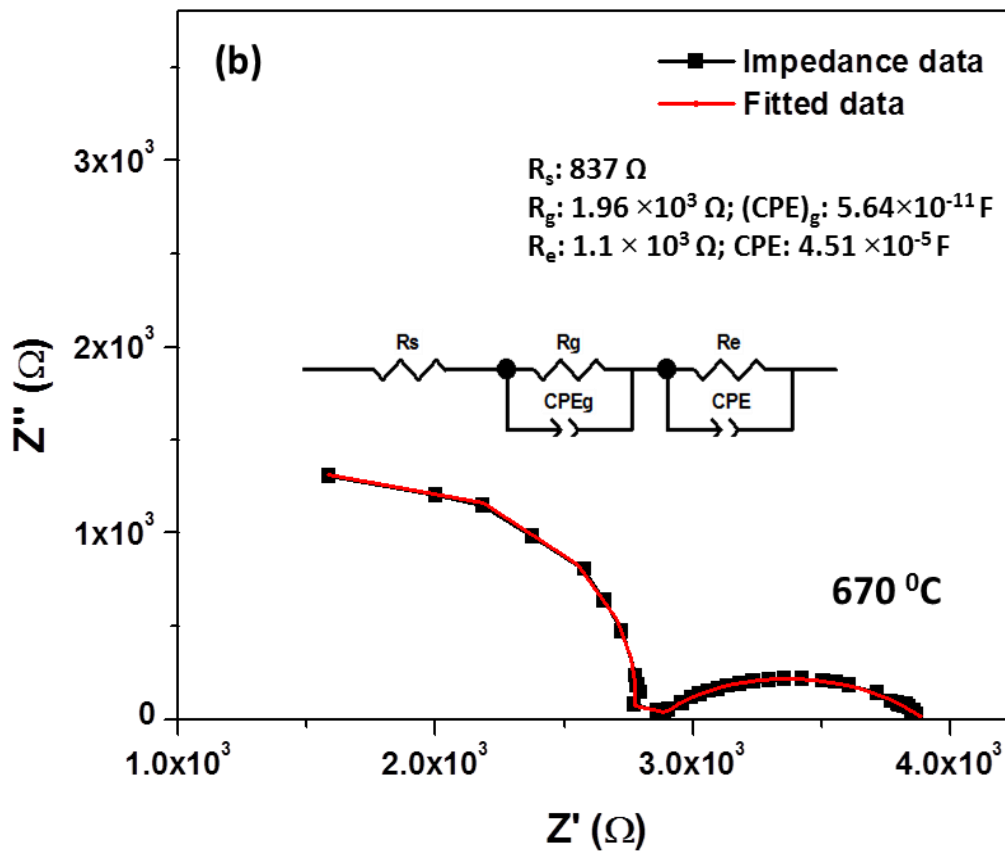 (b)
Impedance data
Fitted data
Rₛ: 837 Ω
R_g: 1.96 ×10³ Ω; (CPE)_g: 5.64×10⁻¹¹ F
Rₑ: 1.1 × 10³ Ω; CPE: 4.51 ×10⁻⁵ F
3x10³
2x10³
1x10³
0
Z'' (Ω)
Rs
Rg
Re
CPEg
CPE
670 ⁰C
1.0x10³
2.0x10³
3.0x10³
4.0x10³
Z' (Ω)